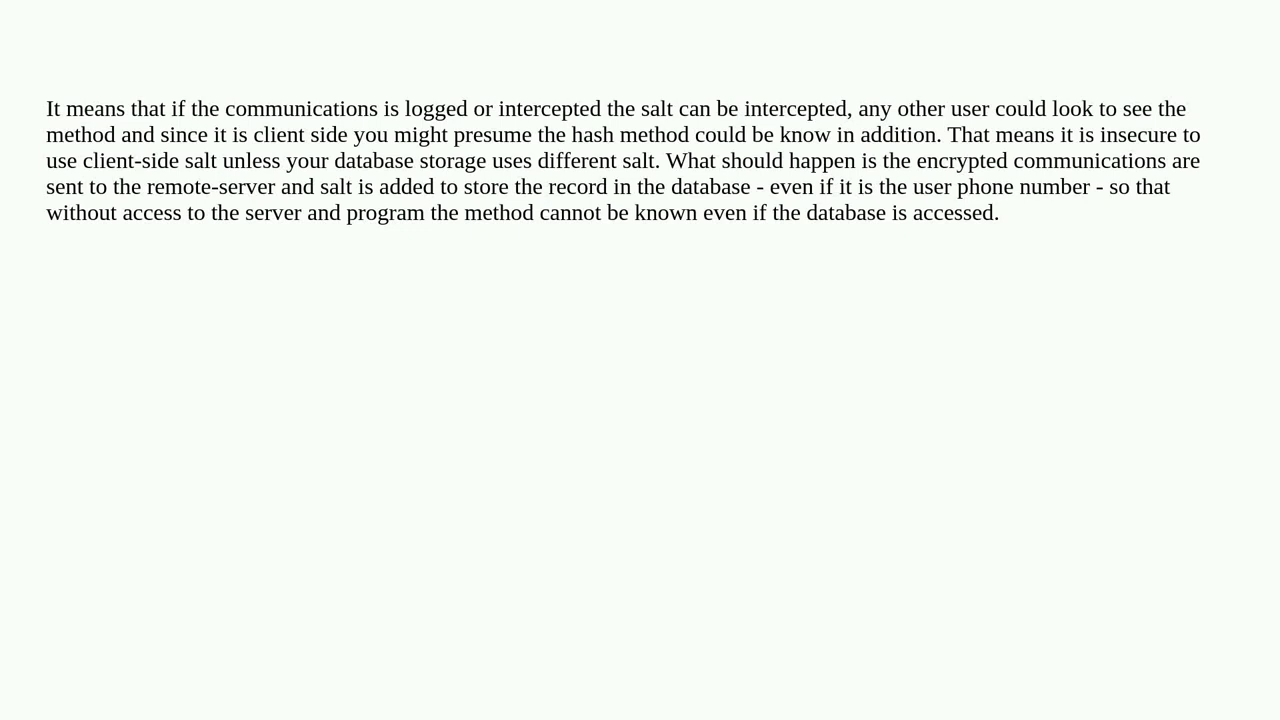 It means that if the communications is logged or intercepted the salt can be intercepted, any other user could look to see the
method and since it is client side you might presume the hash method could be know in addition. That means it is insecure to
use client-side salt unless your database storage uses different salt. What should happen is the encrypted communications are
sent to the remote-server and salt is added to store the record in the database - even if it is the user phone number - so that
without access to the server and program the method cannot be known even if the database is accessed.